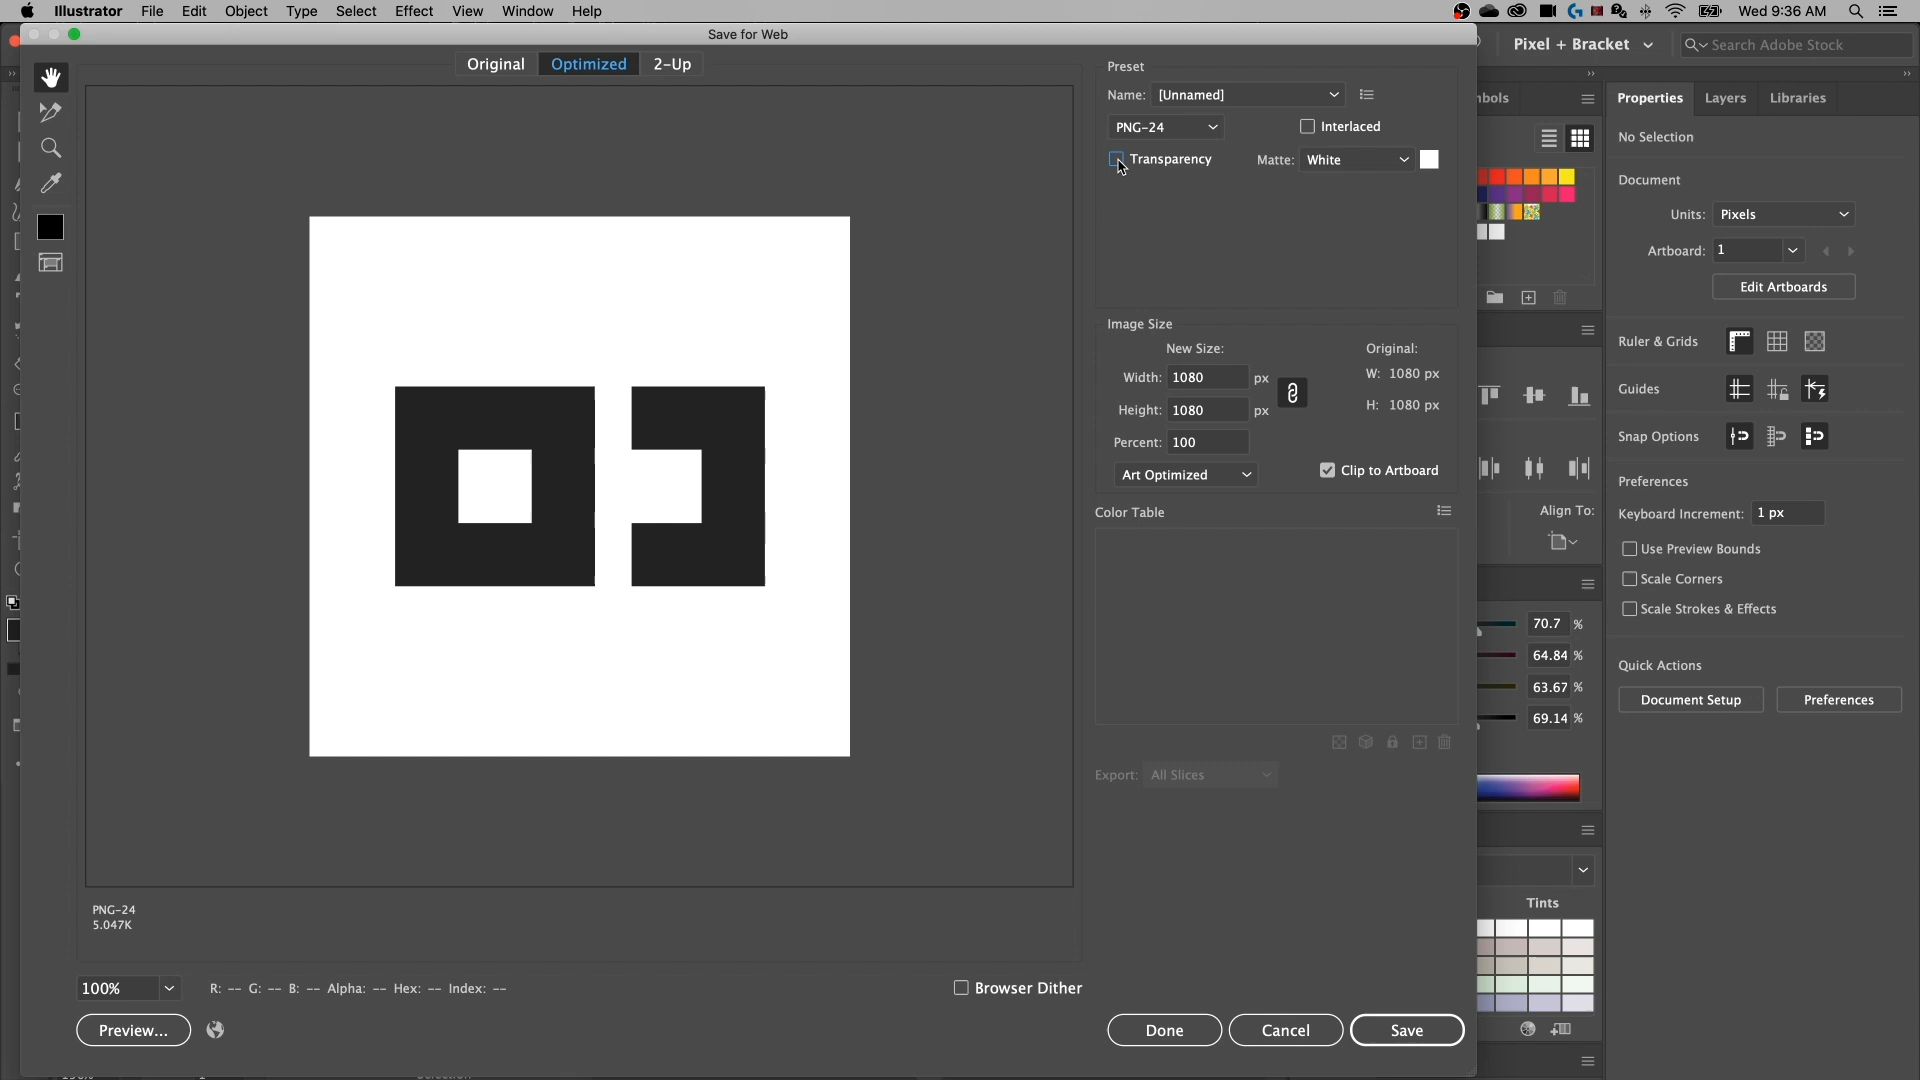 Illustrator File Edit Object Type Select Effect View Window Help
Wed 9:36 AM
Save for Web
Pixel + Bracket
Search Adobe Stock
Original Optimized 2-Up
Preset
Name: [Unnamed]
PNG-24
Interlaced
Transparency
Matte: White
Image Size
New Size:
Original:
Width: 1080 px
W: 1080 px
Height: 1080 px
H: 1080 px
Percent: 100
Art Optimized
Clip to Artboard
Color Table
Export: All Slices
PNG-24
5.047K
100%
R: -- G: -- B: -- Alpha: -- Hex: -- Index: --
Browser Dither
Preview...
Done
Cancel
Save
Align To:
70.7 %
64.84 %
63.67 %
69.14 %
Tints
Properties Layers Libraries
No Selection
Document
Units: Pixels
Artboard: 1
Edit Artboards
Ruler & Grids
Guides
Snap Options
Preferences
Keyboard Increment: 1 px
Use Preview Bounds
Scale Corners
Scale Strokes & Effects
Quick Actions
Document Setup
Preferences